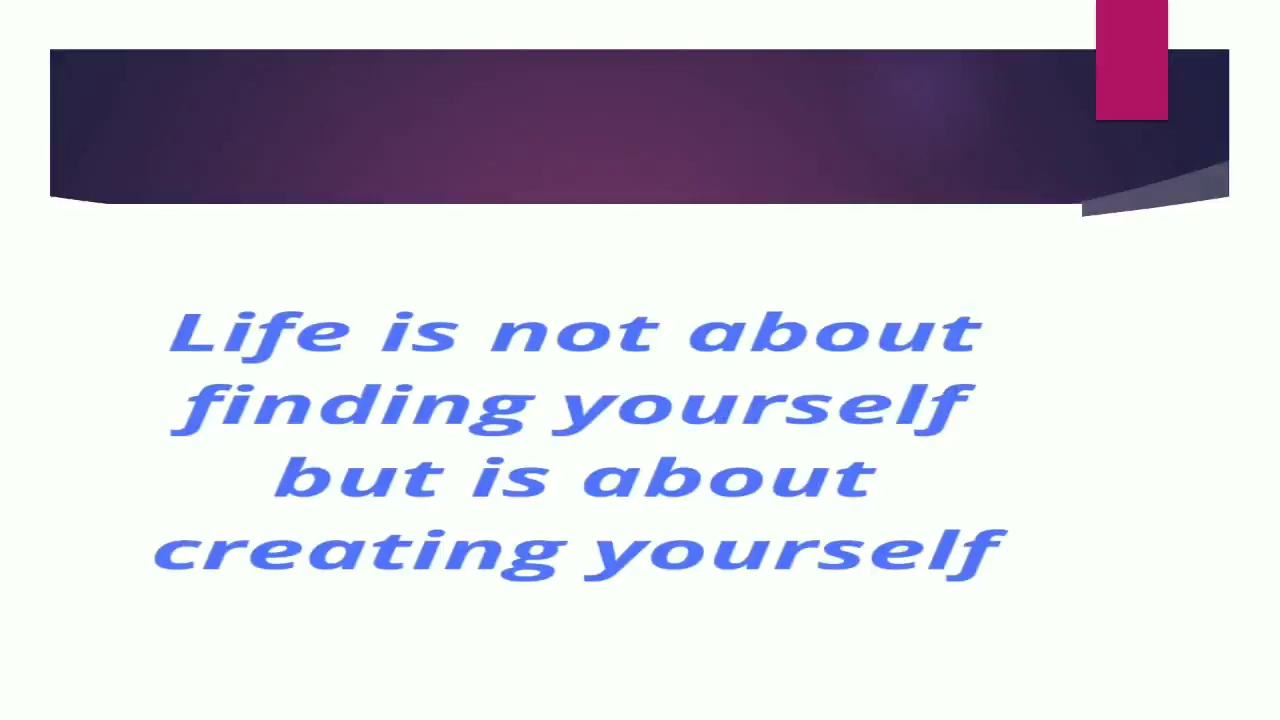 Life is not about
finding yourself
but is about
creating yourself